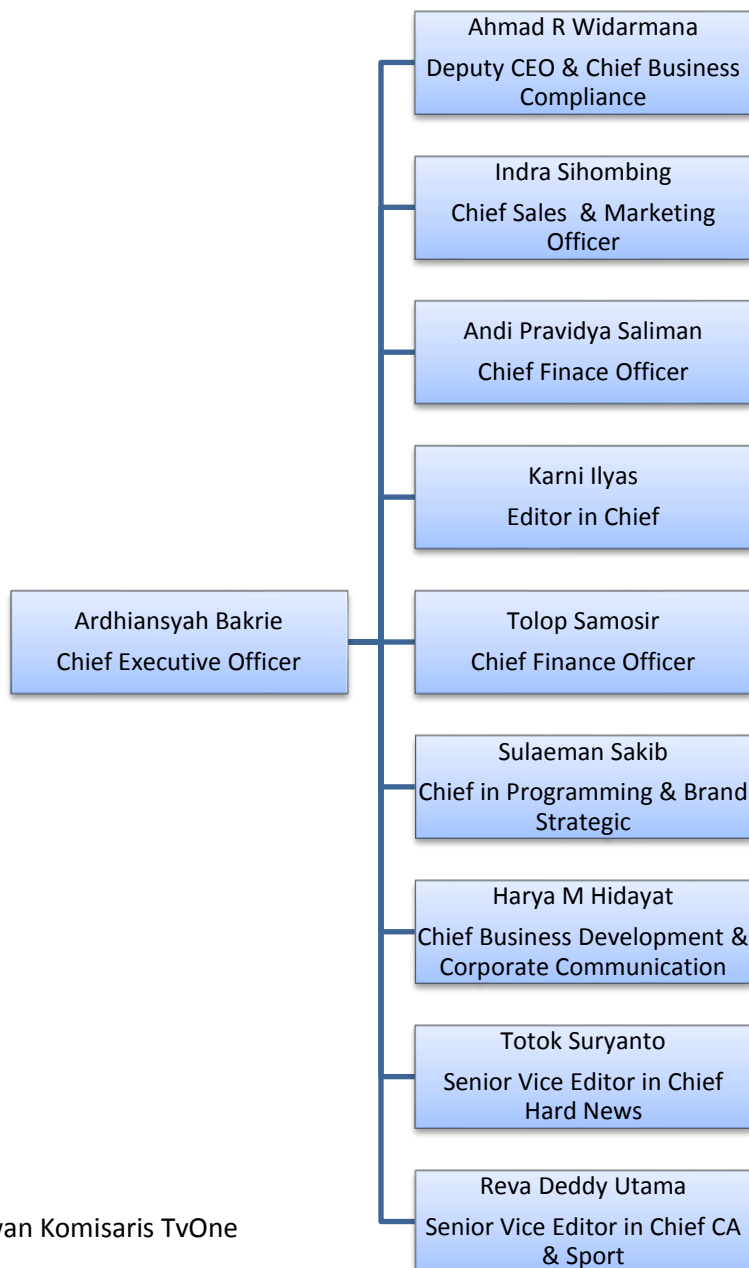 Ahmad R Widarmana
Deputy CEO & Chief Business
Compliance
Indra Sihombing
Chief Sales & Marketing
Officer
Andi Pravidya Saliman
Chief Finace Officer
Karni Ilyas
Editor in Chief
Ardhiansyah Bakrie
Chief Executive Officer
Tolop Samosir
Chief Finance Officer
Sulaeman Sakib
Chief in Programming & Brand
Strategic
Harya M Hidayat
Chief Business Development &
Corporate Communication
Totok Suryanto
Senior Vice Editor in Chief
Hard News
Reva Deddy Utama
Senior Vice Editor in Chief CA
& Sport
Komisaris TvOne